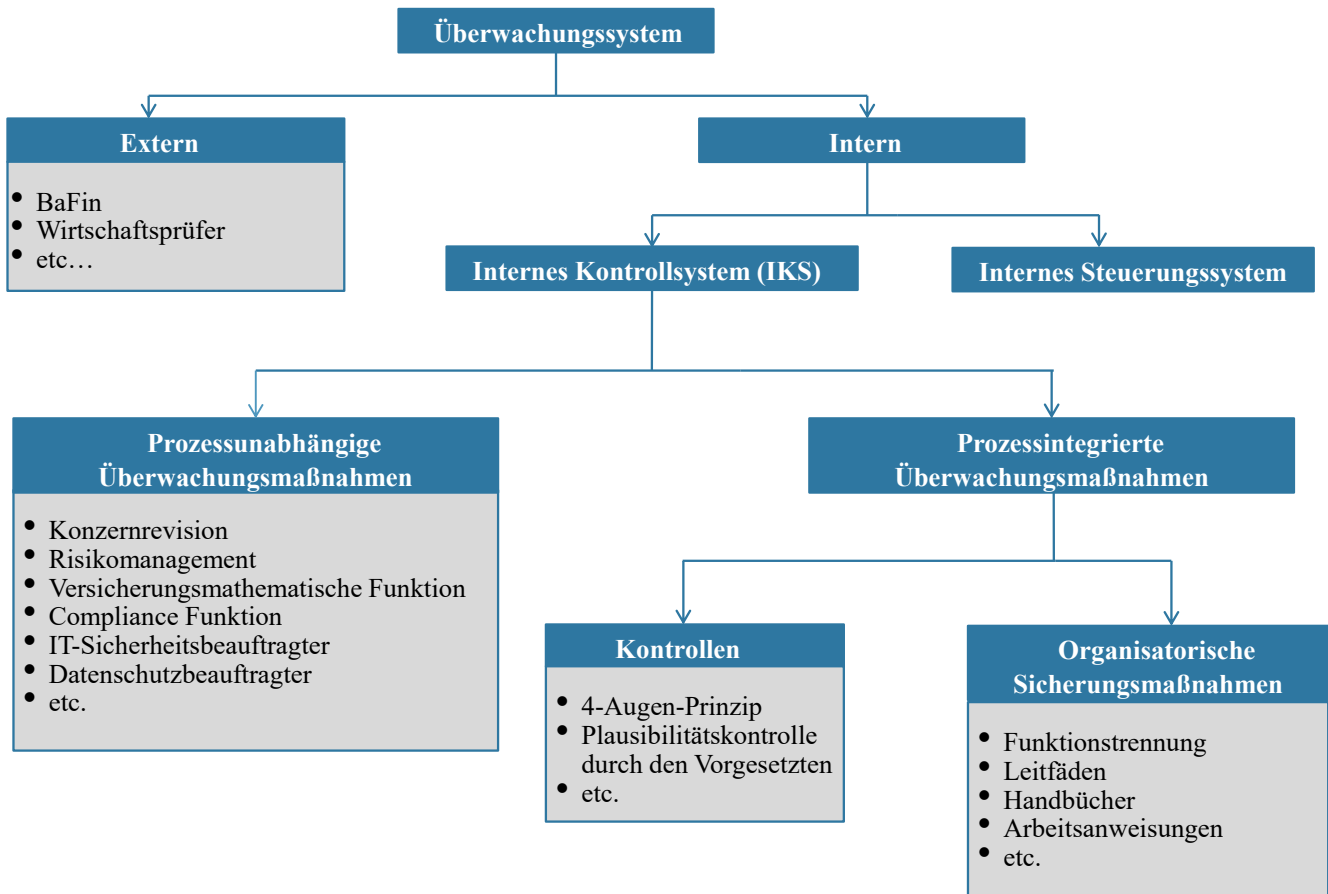 Überwachungssystem
Extern
• BaFin
• Wirtschaftsprüfer
• etc…
Intern
Internes Kontrollsystem (IKS)
Internes Steuerungssystem
Prozessunabhängige
Überwachungsmaßnahmen
• Konzernrevision
• Risikomanagement
• Versicherungsmathematische Funktion
• Compliance Funktion
• IT-Sicherheitsbeauftragter
• Datenschutzbeauftragter
• etc.
Prozessintegrierte
Überwachungsmaßnahmen
Kontrollen
• 4-Augen-Prinzip
• Plausibilitätskontrolle
durch den Vorgesetzten
• etc.
Organisatorische
Sicherungsmaßnahmen
• Funktionstrennung
• Leitfäden
• Handbücher
• Arbeitsanweisungen
• etc.